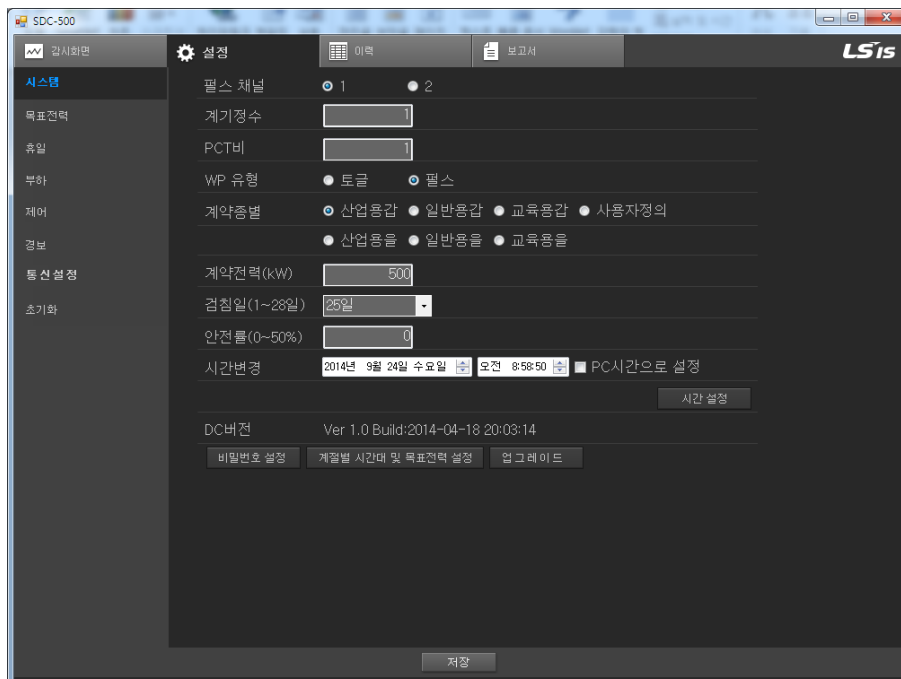 SDC-500
감시화면 설정 이력 보고서 LSIS
시스템
목표전력
휴일
부하
제어
경보
통신설정
초기화
펄스 채널 1 2
계기정수 1
PCT비 1
WP 유형 토글 펄스
계약종별 산업용갑 일반용갑 교육용갑 사용자정의
산업용을 일반용을 교육용을
계약전력(kW) 500
검침일(1~28일) 25일
안전률(0~50%) 0
시간변경 2014년 9월 24일 수요일 오전 8:58:50 PC시간으로 설정
시간 설정
DC버전 Ver 1.0 Build:2014-04-18 20:03:14
비밀번호 설정 계절별 시간대 및 목표전력 설정 업그레이드
저장